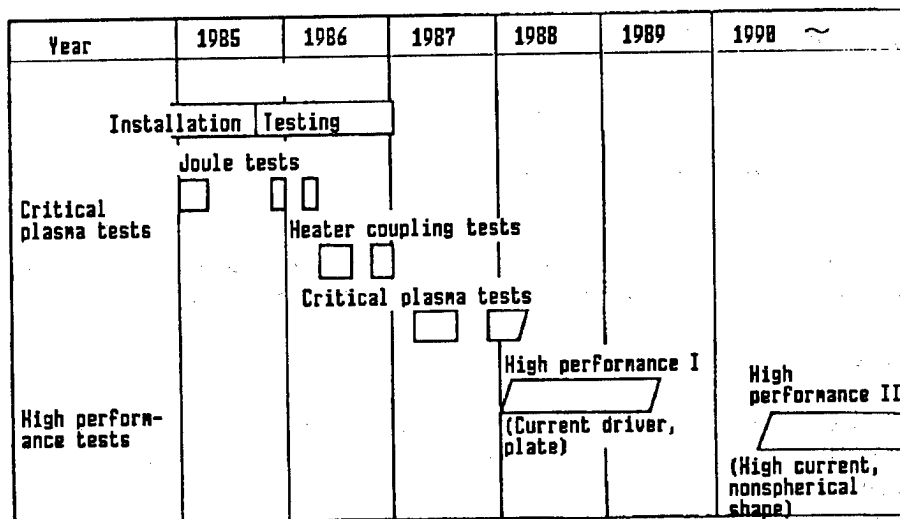 Year 1985 1986 1987 1988 1989 1990 ~
Installation Testing
Joule tests
Critical
plasma tests
Heater coupling tests
Critical plasma tests
High performance I
(Current driver,
plate)
High perform-
ance tests
High
performance II
(High current,
nonspherical
shape)